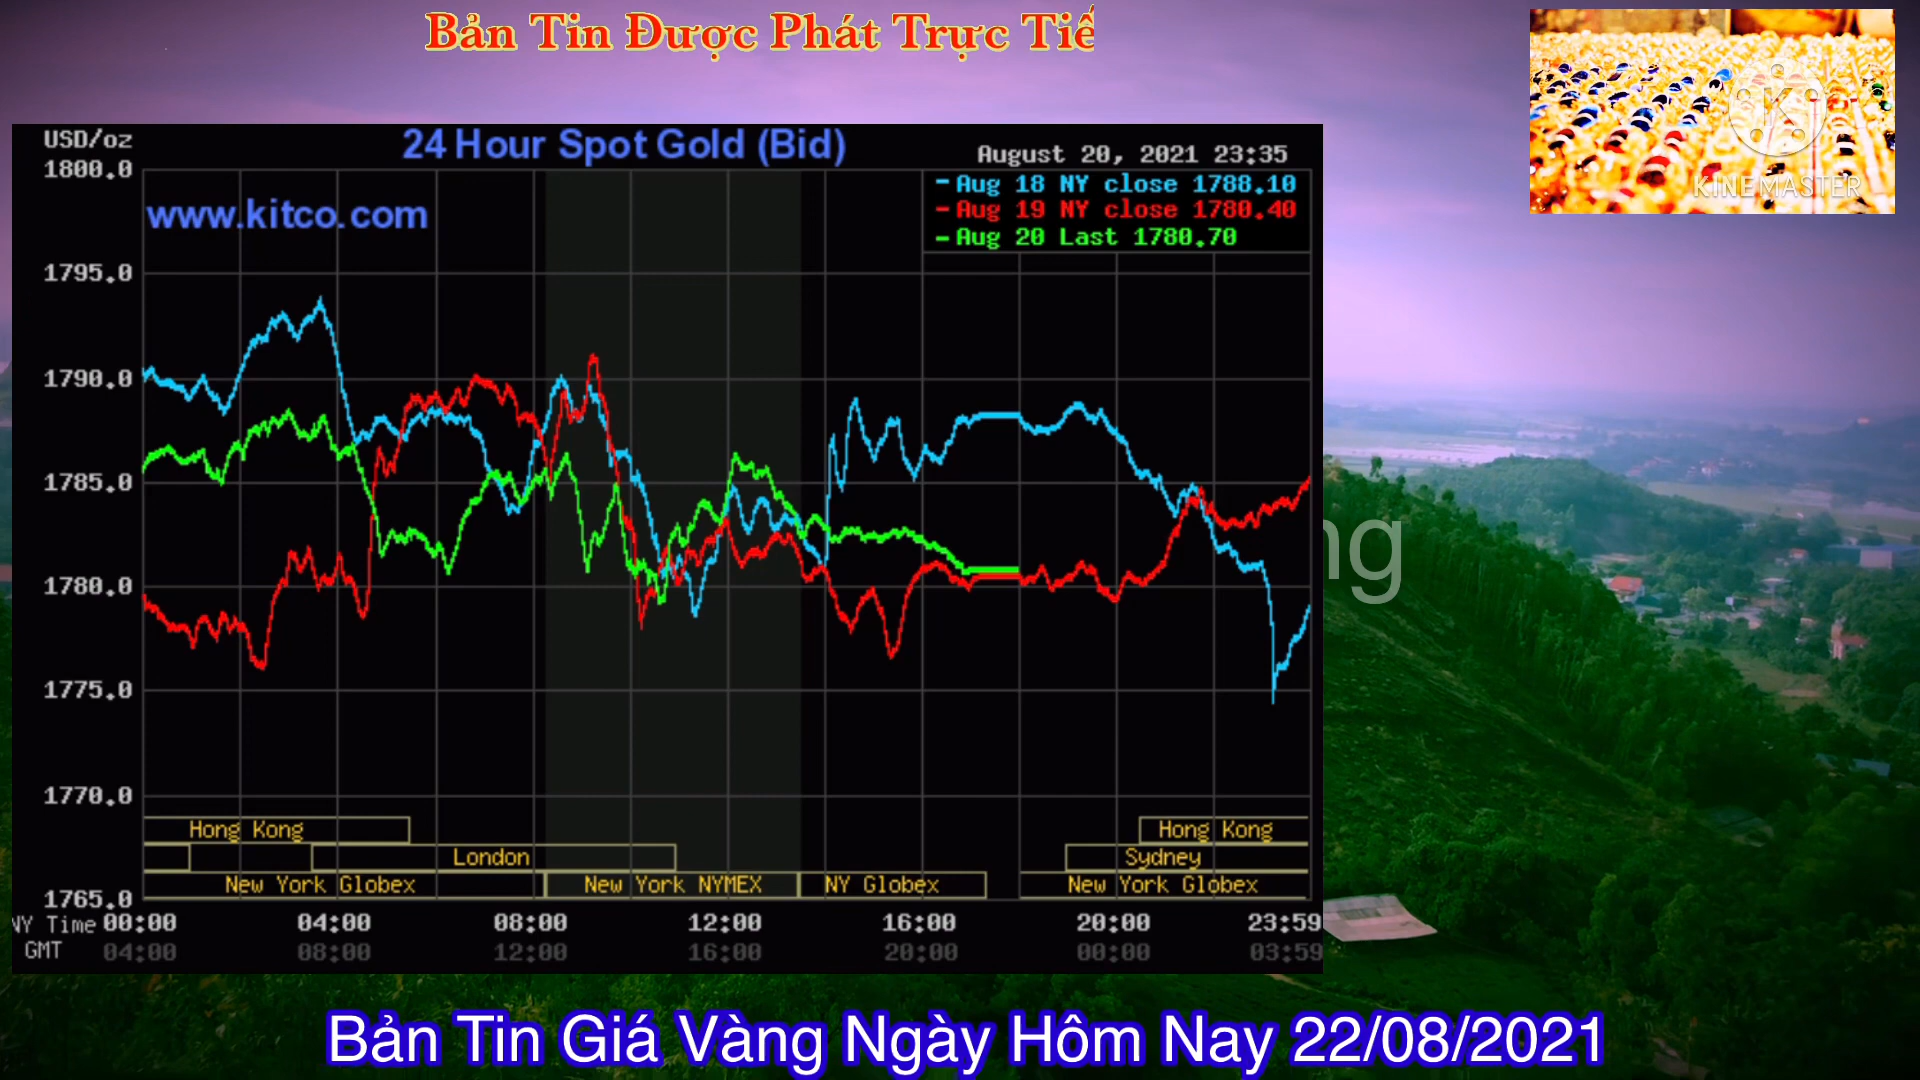 Bản Tin Được Phát Trực Tiế
KINEMASTER
USD/oz
24 Hour Spot Gold (Bid)
August 20, 2021 23:35
www.kitco.com
Aug 18 NY close 1788.10
Aug 19 NY close 1780.40
Aug 20 Last 1780.70
1800.0
1795.0
1790.0
1785.0
1780.0
1775.0
1770.0
1765.0
ng
Hong Kong
Hong Kong
London
Sydney
New York Globex
New York NYMEX
NY Globex
New York Globex
NY Time 00:00 04:00 08:00 12:00 16:00 20:00 23:59
GMT 04:00 08:00 12:00 16:00 20:00 00:00 03:59
Bản Tin Giá Vàng Ngày Hôm Nay 22/08/2021